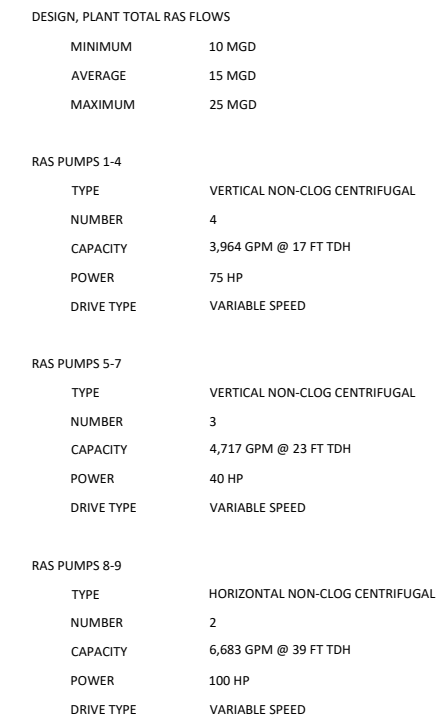 DESIGN, PLANT TOTAL RAS FLOWS
MINIMUM 10 MGD
AVERAGE 15 MGD
MAXIMUM 25 MGD
RAS PUMPS 1-4
TYPE VERTICAL NON-CLOG CENTRIFUGAL
NUMBER 4
CAPACITY 3,964 GPM @ 17 FT TDH
POWER 75 HP
DRIVE TYPE VARIABLE SPEED
RAS PUMPS 5-7
TYPE VERTICAL NON-CLOG CENTRIFUGAL
NUMBER 3
CAPACITY 4,717 GPM @ 23 FT TDH
POWER 40 HP
DRIVE TYPE VARIABLE SPEED
RAS PUMPS 8-9
TYPE HORIZONTAL NON-CLOG CENTRIFUGAL
NUMBER 2
CAPACITY 6,683 GPM @ 39 FT TDH
POWER 100 HP
DRIVE TYPE VARIABLE SPEED